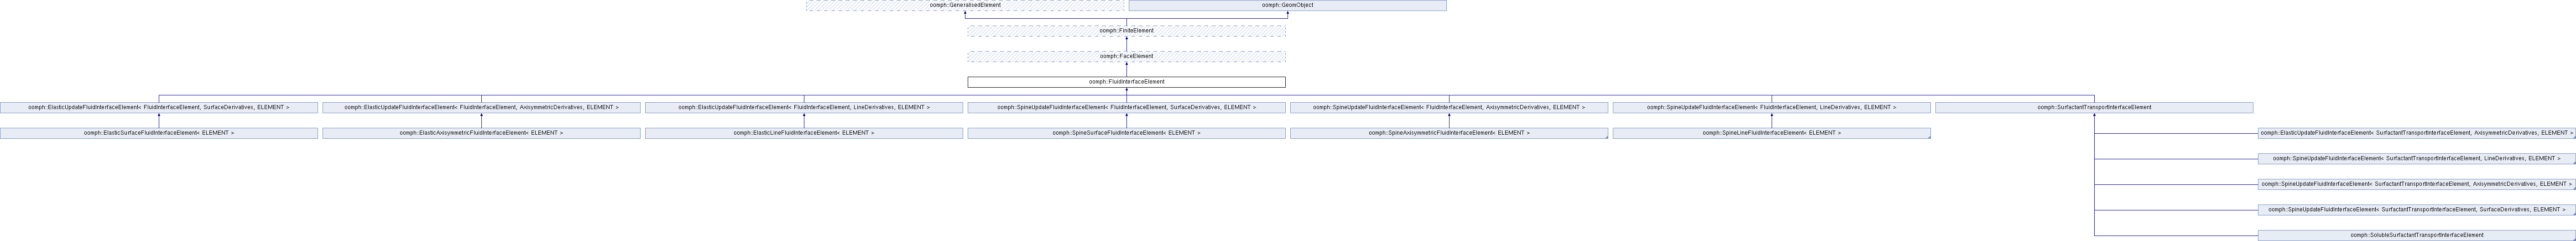 oomph::GeneralisedElement
oomph::GeomObject
oomph::FiniteElement
oomph::FaceElement
oomph::FluidInterfaceElement
oomph::ElasticUpdateFluidInterfaceElement< FluidInterfaceElement, SurfaceDerivatives, ELEMENT >
oomph::ElasticUpdateFluidInterfaceElement< FluidInterfaceElement, AxisymmetricDerivatives, ELEMENT >
oomph::ElasticUpdateFluidInterfaceElement< FluidInterfaceElement, LineDerivatives, ELEMENT >
oomph::SpineUpdateFluidInterfaceElement< FluidInterfaceElement, SurfaceDerivatives, ELEMENT >
oomph::SpineUpdateFluidInterfaceElement< FluidInterfaceElement, AxisymmetricDerivatives, ELEMENT >
oomph::SpineUpdateFluidInterfaceElement< FluidInterfaceElement, LineDerivatives, ELEMENT >
oomph::SurfactantTransportInterfaceElement
oomph::ElasticSurfaceFluidInterfaceElement< ELEMENT >
oomph::ElasticAxisymmetricFluidInterfaceElement< ELEMENT >
oomph::ElasticLineFluidInterfaceElement< ELEMENT >
oomph::SpineSurfaceFluidInterfaceElement< ELEMENT >
oomph::SpineAxisymmetricFluidInterfaceElement< ELEMENT >
oomph::SpineLineFluidInterfaceElement< ELEMENT >
oomph::ElasticUpdateFluidInterfaceElement< SurfactantTransportInterfaceElement, AxisymmetricDerivatives, ELEMENT >
oomph::SpineUpdateFluidInterfaceElement< SurfactantTransportInterfaceElement, LineDerivatives, ELEMENT >
oomph::SpineUpdateFluidInterfaceElement< SurfactantTransportInterfaceElement, AxisymmetricDerivatives, ELEMENT >
oomph::SpineUpdateFluidInterfaceElement< SurfactantTransportInterfaceElement, SurfaceDerivatives, ELEMENT >
oomph::SolubleSurfactantTransportInterfaceElement